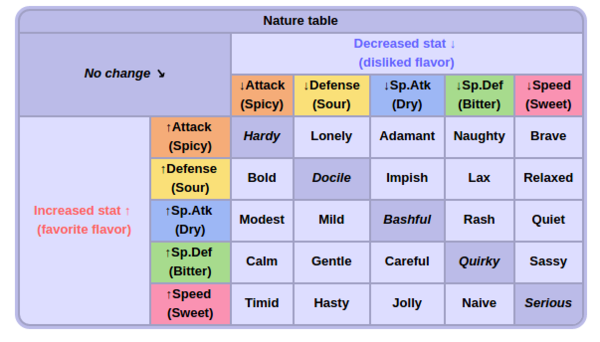 Nature table
No change ↘
Decreased stat ↓
(disliked flavor)
↓Attack
(Spicy)
↓Defense
(Sour)
↓Sp.Atk
(Dry)
↓Sp.Def
(Bitter)
↓Speed
(Sweet)
Increased stat ↑
(favorite flavor)
↑Attack
(Spicy)
Hardy Lonely Adamant Naughty Brave
↑Defense
(Sour)
Bold Docile Impish Lax Relaxed
↑Sp.Atk
(Dry)
Modest Mild Bashful Rash Quiet
↑Sp.Def
(Bitter)
Calm Gentle Careful Quirky Sassy
↑Speed
(Sweet)
Timid Hasty Jolly Naive Serious